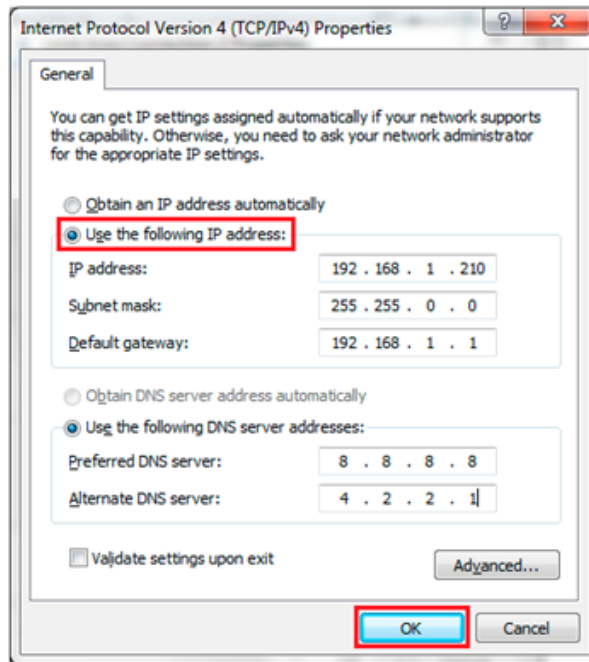 Internet Protocol Version 4 (TCP/IPv4) Properties
General
You can get IP settings assigned automatically if your network supports
this capability. Otherwise, you need to ask your network administrator
for the appropriate IP settings.
Obtain an IP address automatically
Use the following IP address:
IP address: 192 . 168 . 1 . 210
Subnet mask: 255 . 255 . 0 . 0
Default gateway: 192 . 168 . 1 . 1
Obtain DNS server address automatically
Use the following DNS server addresses:
Preferred DNS server: 8 . 8 . 8 . 8
Alternate DNS server: 4 . 2 . 2 . 1
Validate settings upon exit
Advanced...
OK Cancel